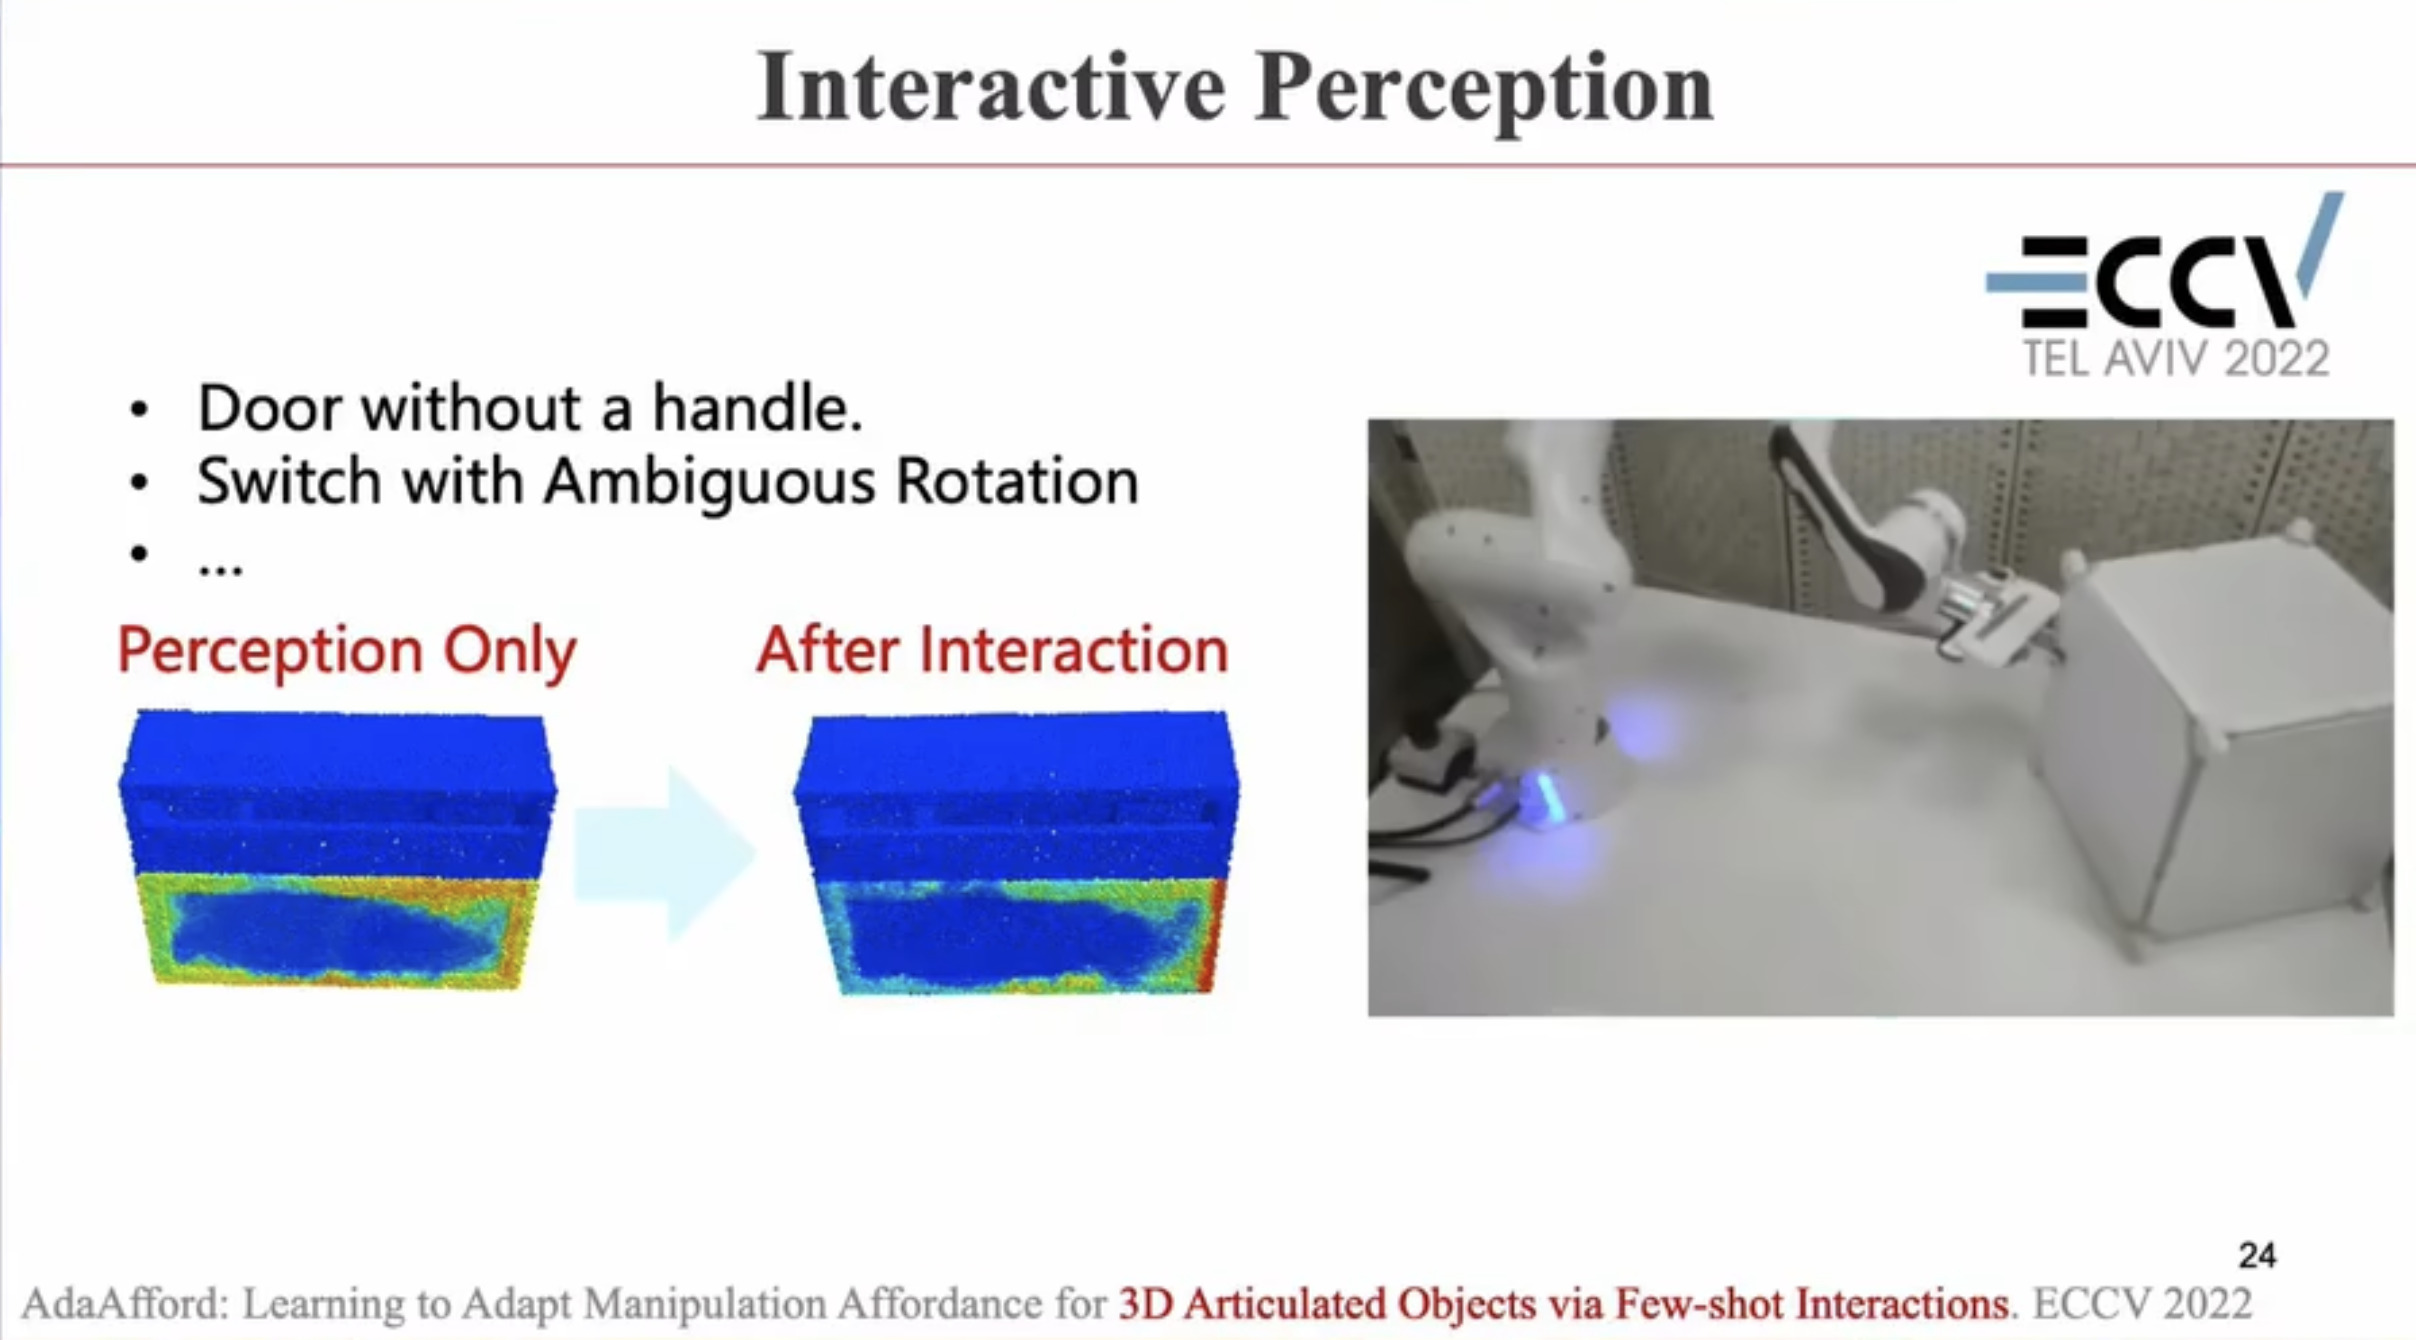 Interactive Perception
ECCV
TEL AVIV 2022
• Door without a handle.
• Switch with Ambiguous Rotation
• ...
Perception Only
After Interaction
24
AdaAfford: Learning to Adapt Manipulation Affordance for 3D Articulated Objects via Few-shot Interactions. ECCV 2022